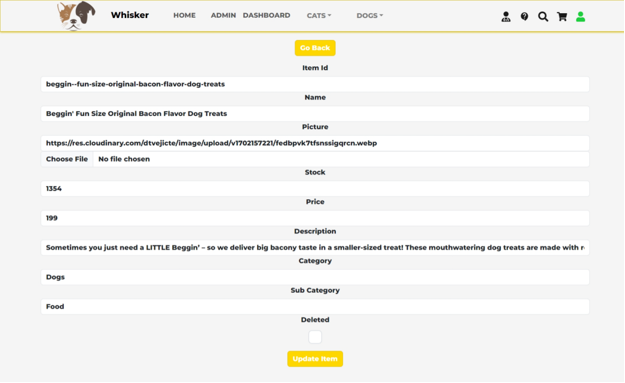 Whisker HOME ADMIN DASHBOARD CATS DOGS
Go Back
Item Id
beggin--fun-size-original-bacon-flavor-dog-treats
Name
Beggin' Fun Size Original Bacon Flavor Dog Treats
Picture
https://res.cloudinary.com/dtvejicte/image/upload/v1702157221/fedbpvk7tfsnssigqrcn.webp
Choose File No file chosen
Stock
1354
Price
199
Description
Sometimes you just need a LITTLE Beggin’ – so we deliver big bacony taste in a smaller-sized treat! These mouthwatering dog treats are made with
Category
Dogs
Sub Category
Food
Deleted
Update Item